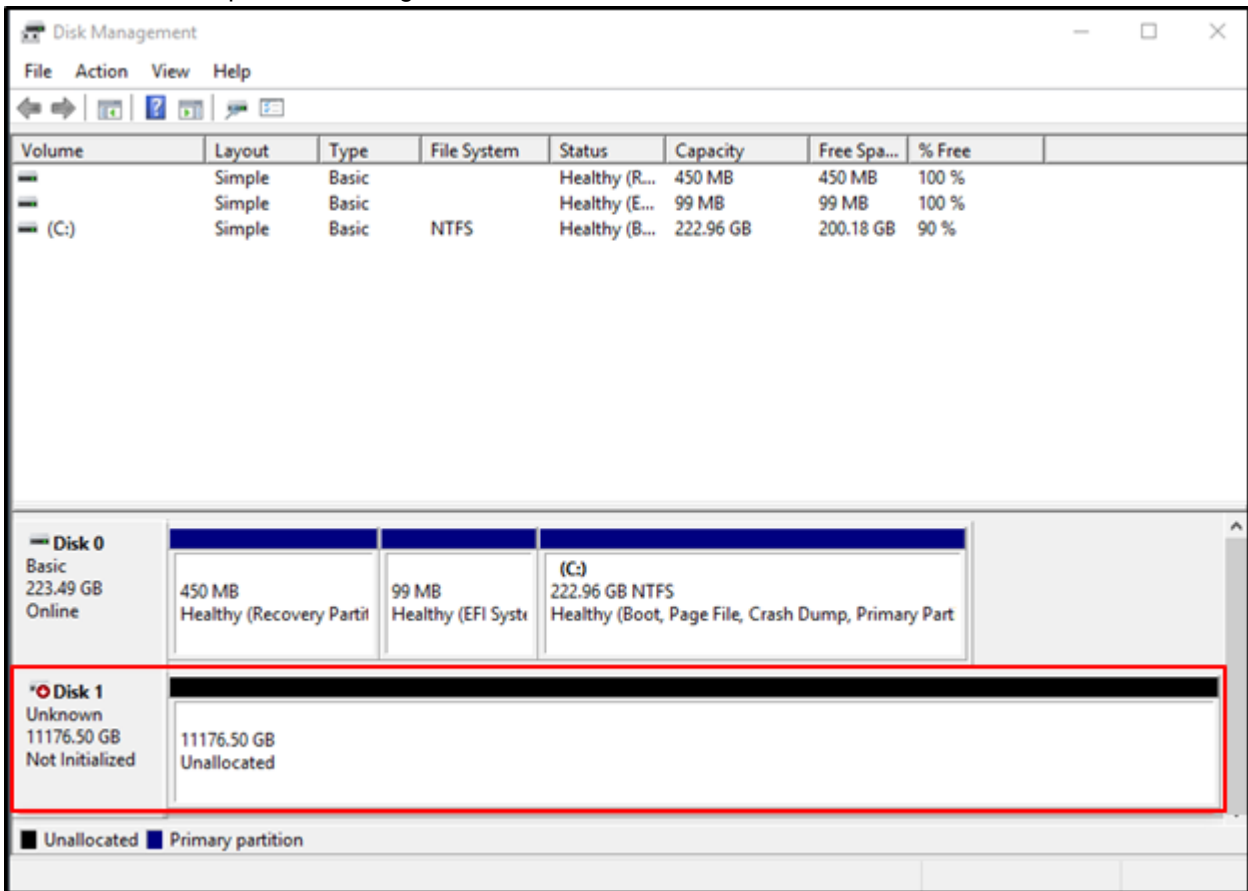 Disk Management
File Action View Help
Volume Layout Type File System Status Capacity Free Spa... % Free
Simple Basic Healthy (R... 450 MB 450 MB 100 %
Simple Basic Healthy (E... 99 MB 99 MB 100 %
(C:) Simple Basic NTFS Healthy (B... 222.96 GB 200.18 GB 90 %
Disk 0
Basic
223.49 GB
Online
450 MB
Healthy (Recovery Partit
99 MB
Healthy (EFI Syste
(C:)
222.96 GB NTFS
Healthy (Boot, Page File, Crash Dump, Primary Part
Disk 1
Unknown
11176.50 GB
Not Initialized
11176.50 GB
Unallocated
Unallocated Primary partition